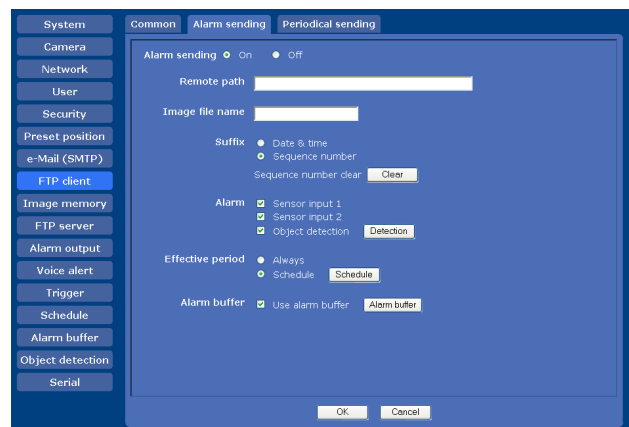 System
Camera
Network
User
Security
Preset position
e-Mail (SMTP)
FTP client
Image memory
FTP server
Alarm output
Voice alert
Trigger
Schedule
Alarm buffer
Object detection
Serial
Common Alarm sending Periodical sending
Alarm sending On Off
Remote path
Image file name
Suffix Date & time
Sequence number
Sequence number clear Clear
Alarm Sensor input 1
Sensor input 2
Object detection Detection
Effective period Always
Schedule Schedule
Alarm buffer Use alarm buffer Alarm buffer
OK Cancel